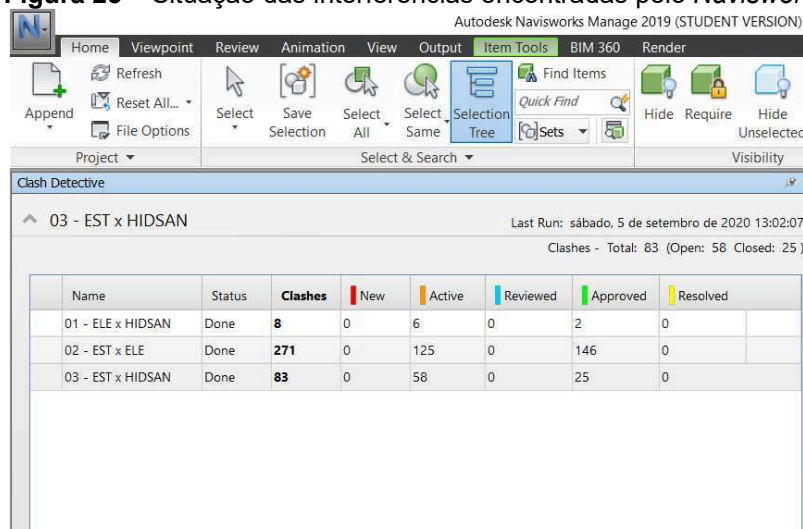 Situação das interferências encontradas pelo
Autodesk Navisworks Manage 2019 (STUDENT VERSION)
Home Viewpoint Review Animation View Output Item Tools BIM 360 Render
Append
Refresh
Reset All...
File Options
Select
Save Selection
Select All
Select Same
Selection Tree
Find Items
Quick Find
Sets
Hide
Require
Hide Unselected
Project
Select & Search
Visibility
Clash Detective
03 - EST x HIDSAN
Last Run: sábado, 5 de setembro de 2020 13:02:07
Clashes - Total: 83 (Open: 58 Closed: 25)
Name Status Clashes New Active Reviewed Approved Resolved
01 - ELE x HIDSAN Done 8 0 6 0 2 0
02 - EST x ELE Done 271 0 125 0 146 0
03 - EST x HIDSAN Done 83 0 58 0 25 0